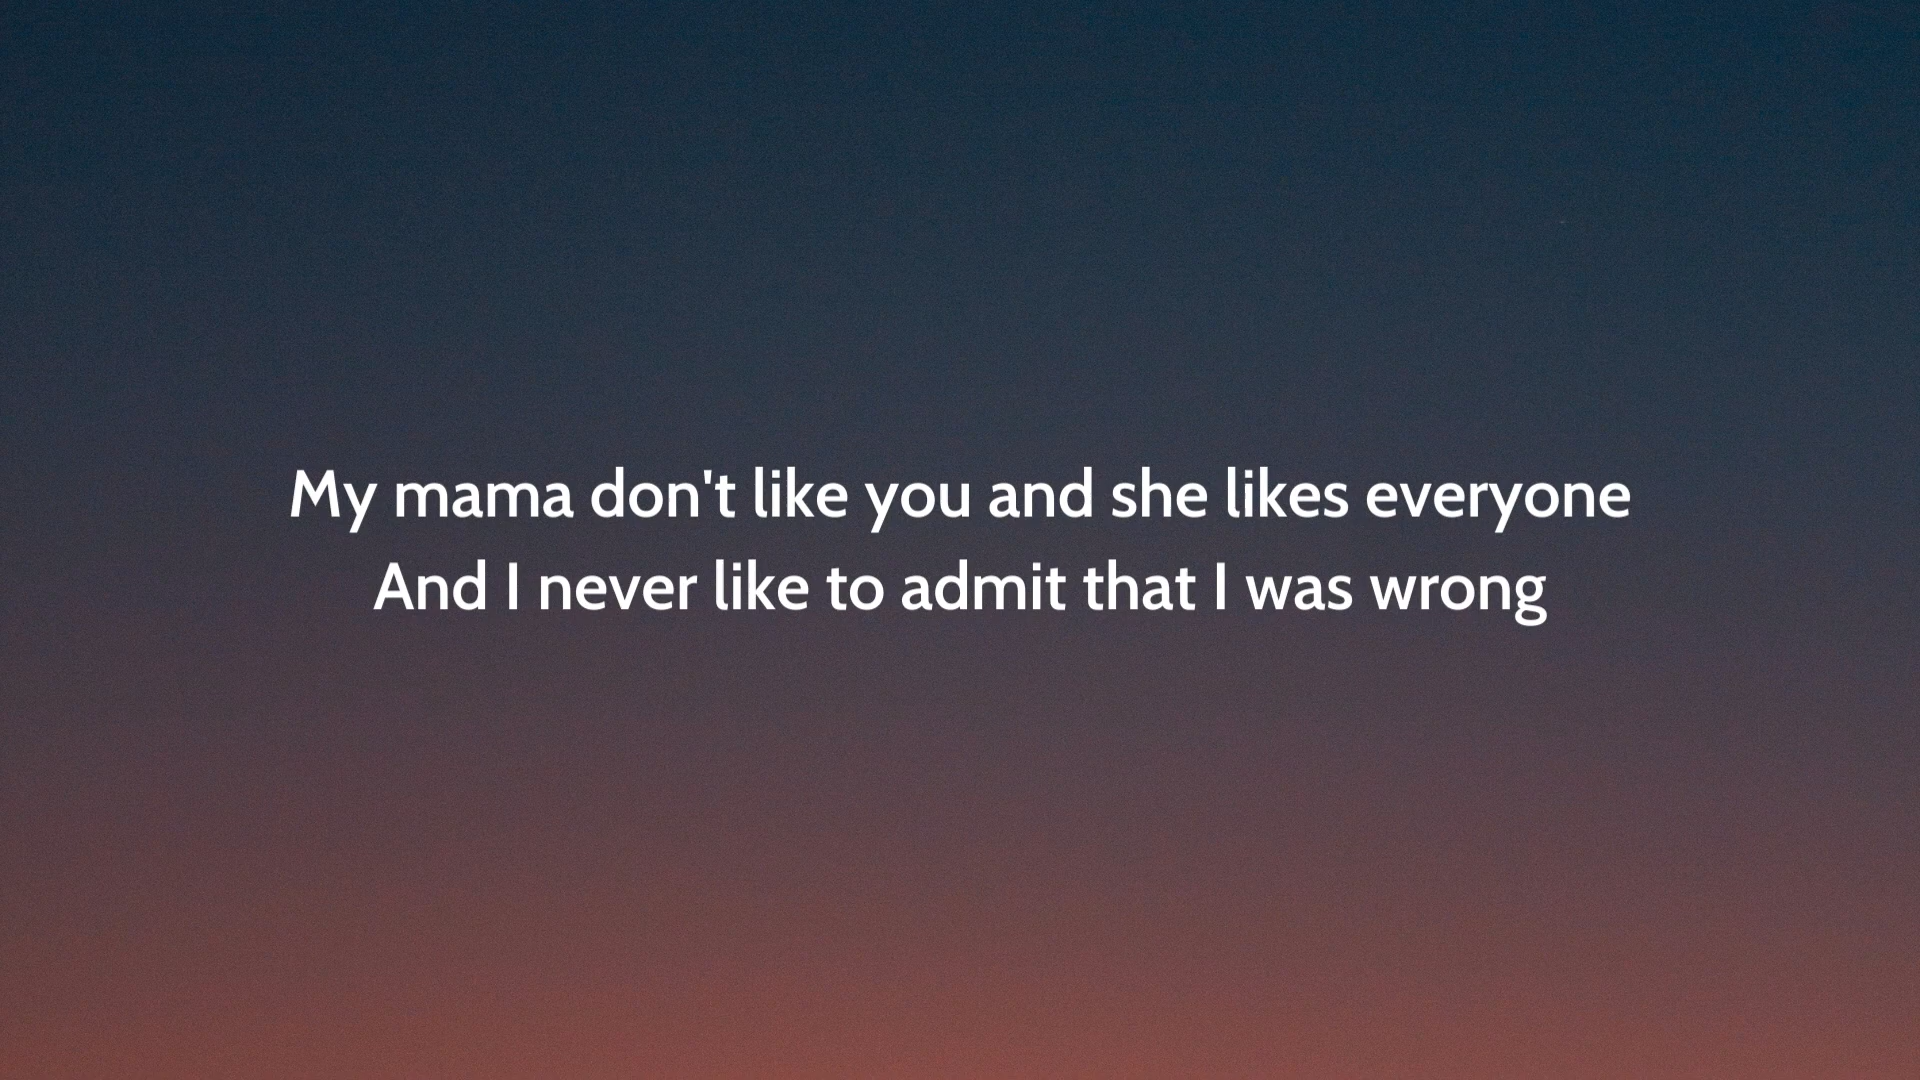 My mama don't like you and she likes everyone
And I never like to admit that I was wrong